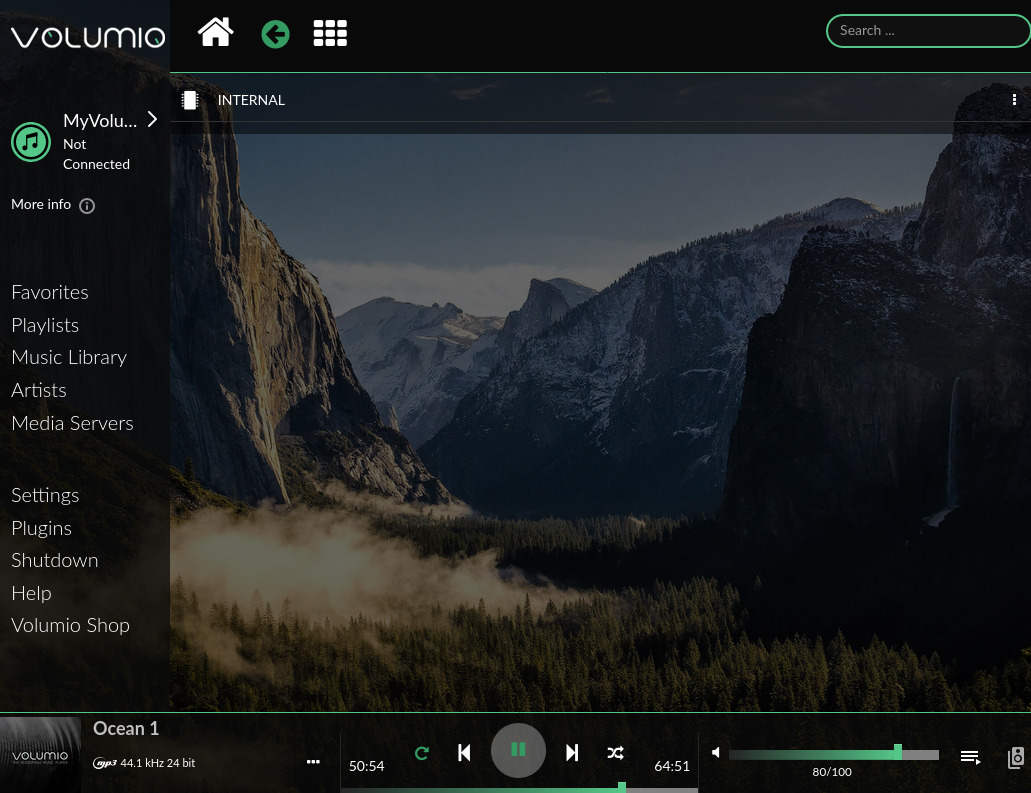 VOLUMIO
Search ...
INTERNAL
MyVolu...
Not
Connected
More info
Favorites
Playlists
Music Library
Artists
Media Servers
Settings
Plugins
Shutdown
Help
Volumio Shop
VOLUMIO
Ocean 1
mp3 44.1 kHz 24 bit
50:54
64:51
80/100